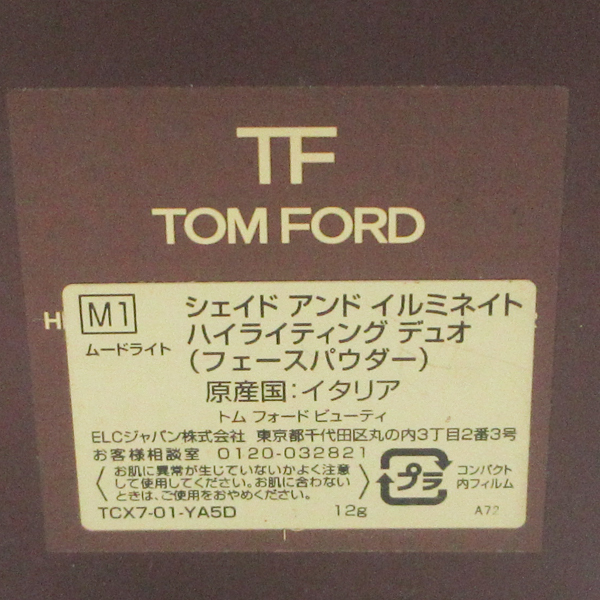 TF
TOM FORD
M1
ムードライト
シェイド アンド イルミネイト
ハイライティング デュオ
(フェースパウダー)
原産国:イタリア
トム フォード ビューティ
ELCジャパン株式会社 東京都千代田区丸の内3丁目2番3号
お客様相談室 0120-032821
〈お肌に異常が生じていないかよく注意
して使用してください。お肌に合わない
ときは、ご使用をおやめください。〉
プラ
コンパクト
内フィルム
TCX7-01-YA5D 12g A72